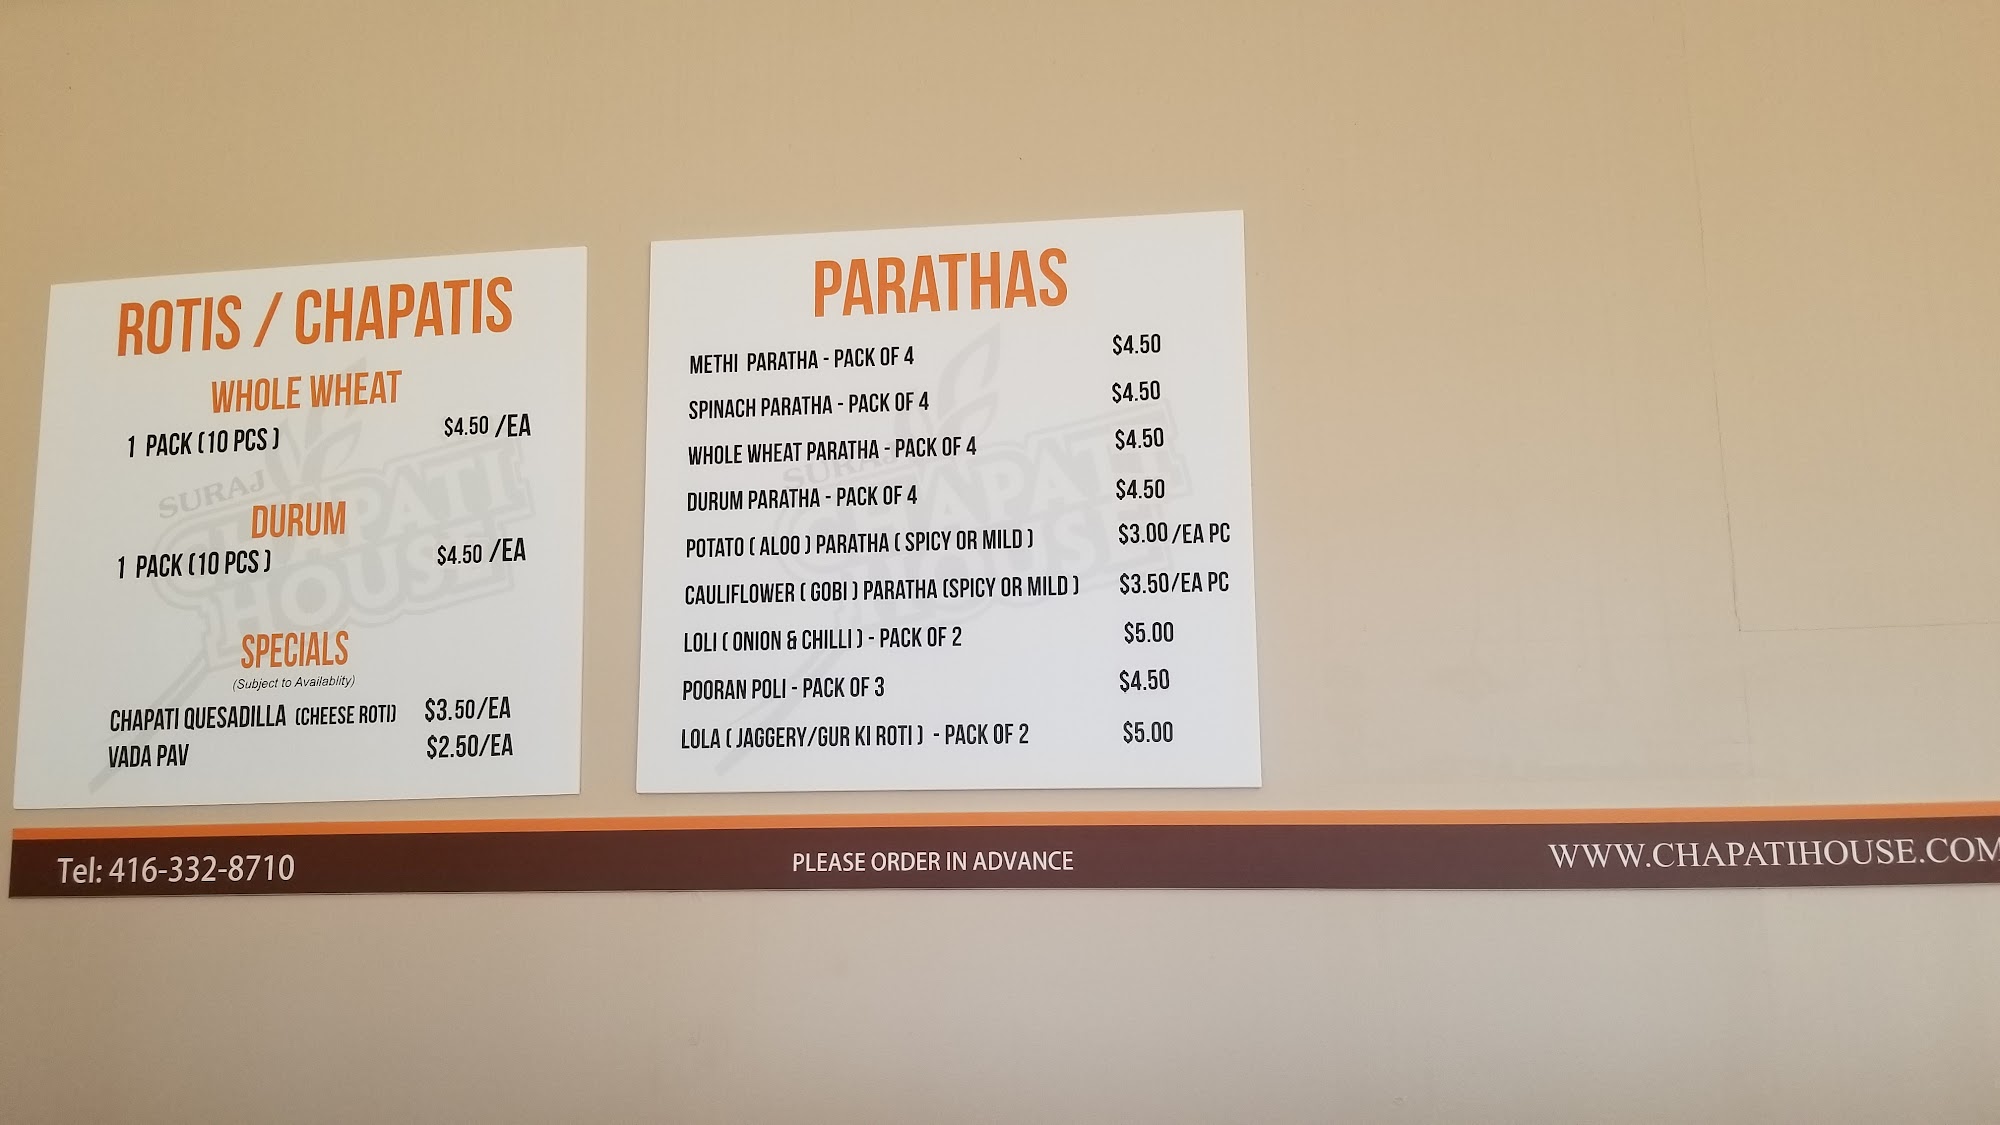 ROTIS / CHAPATIS
WHOLE WHEAT
1 PACK (10 PCS) $4.50 /EA
DURUM
1 PACK (10 PCS) $4.50 /EA
SPECIALS
(Subject to Availablity)
CHAPATI QUESADILLA (CHEESE ROTI) $3.50/EA
VADA PAV $2.50/EA
SURAJ
CHAPATI
HOUSE
PARATHAS
METHI PARATHA - PACK OF 4 $4.50
SPINACH PARATHA - PACK OF 4 $4.50
WHOLE WHEAT PARATHA - PACK OF 4 $4.50
DURUM PARATHA - PACK OF 4 $4.50
POTATO ( ALOO ) PARATHA ( SPICY OR MILD ) $3.00 /EA PC
CAULIFLOWER ( GOBI ) PARATHA (SPICY OR MILD ) $3.50/EA PC
LOLI ( ONION & CHILLI ) - PACK OF 2 $5.00
POORAN POLI - PACK OF 3 $4.50
LOLA ( JAGGERY/GUR KI ROTI ) - PACK OF 2 $5.00
SURAJ
CHAPATI
HOUSE
Tel: 416-332-8710
PLEASE ORDER IN ADVANCE
WWW.CHAPATIHOUSE.COM